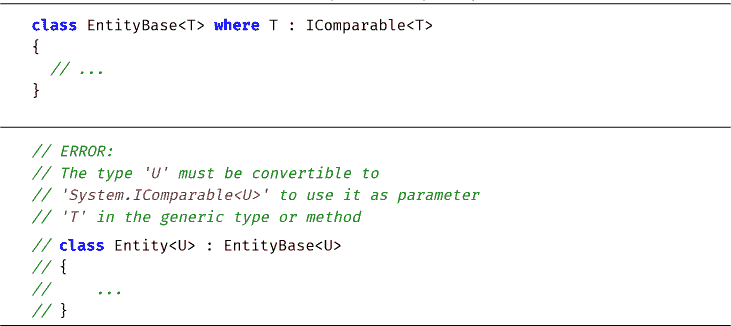 class EntityBase<T> where T : IComparable<T>
{
// ...
}
// ERROR:
// The type 'U' must be convertible to
// 'System.IComparable<U>' to use it as parameter
// 'T' in the generic type or method
// class Entity<U> : EntityBase<U>
// {
// ...
// }